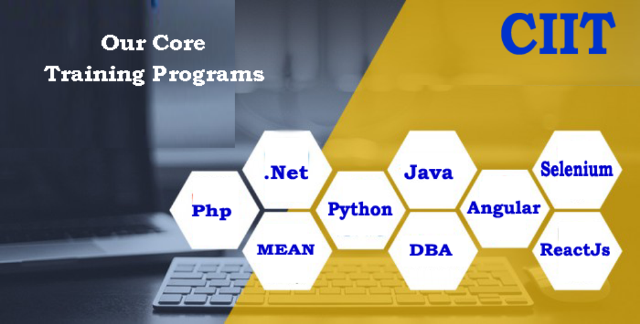 Our Core
Training Programs
CIIT
.Net
Java
Selenium
Php
Python
Angular
MEAN
DBA
ReactJs